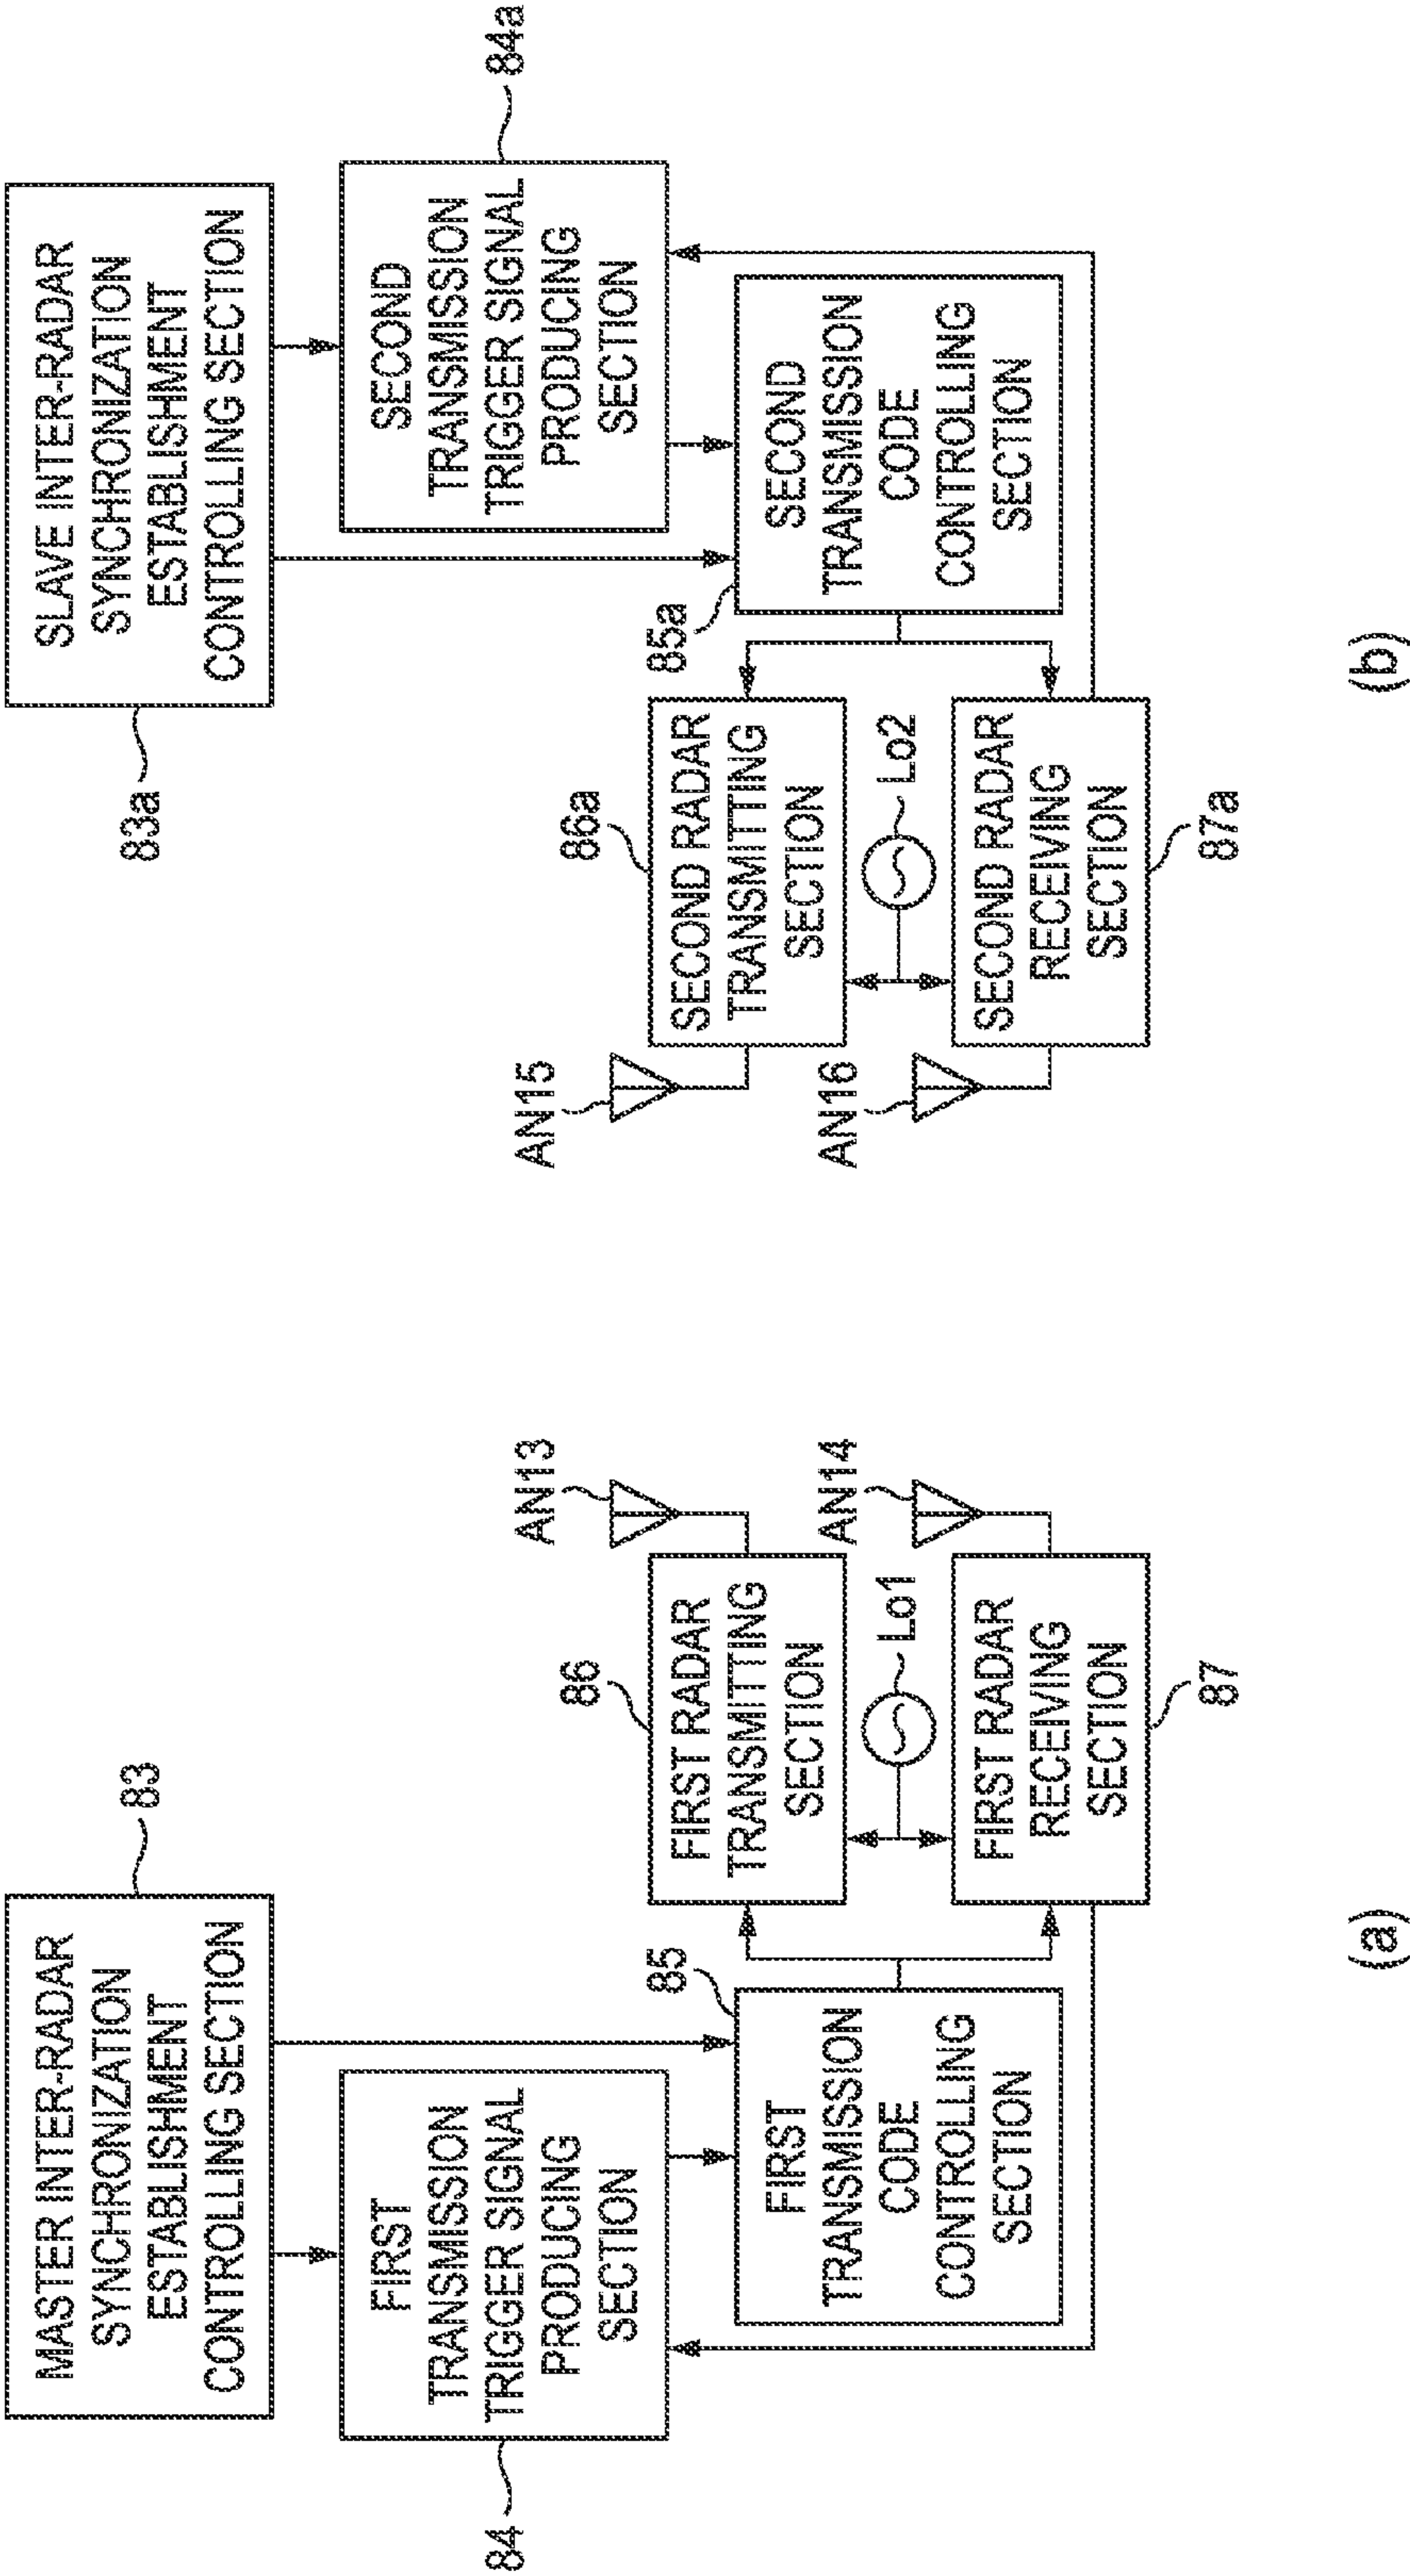 83
MASTER INTER-RADAR
SYNCHRONIZATION
ESTABLISHMENT
CONTROLLING SECTION
84
FIRST
TRANSMISSION
TRIGGER SIGNAL
PRODUCING
SECTION
85
FIRST
TRANSMISSION
CODE
CONTROLLING
SECTION
86
FIRST RADAR
TRANSMITTING
SECTION
AN13
Lo1
AN14
FIRST RADAR
RECEIVING
SECTION
87
(a)
83a
SLAVE INTER-RADAR
SYNCHRONIZATION
ESTABLISHMENT
CONTROLLING SECTION
84a
SECOND
TRANSMISSION
TRIGGER SIGNAL
PRODUCING
SECTION
85a
SECOND
TRANSMISSION
CODE
CONTROLLING
SECTION
AN15
86a
SECOND RADAR
TRANSMITTING
SECTION
Lo2
AN16
SECOND RADAR
RECEIVING
SECTION
87a
(b)